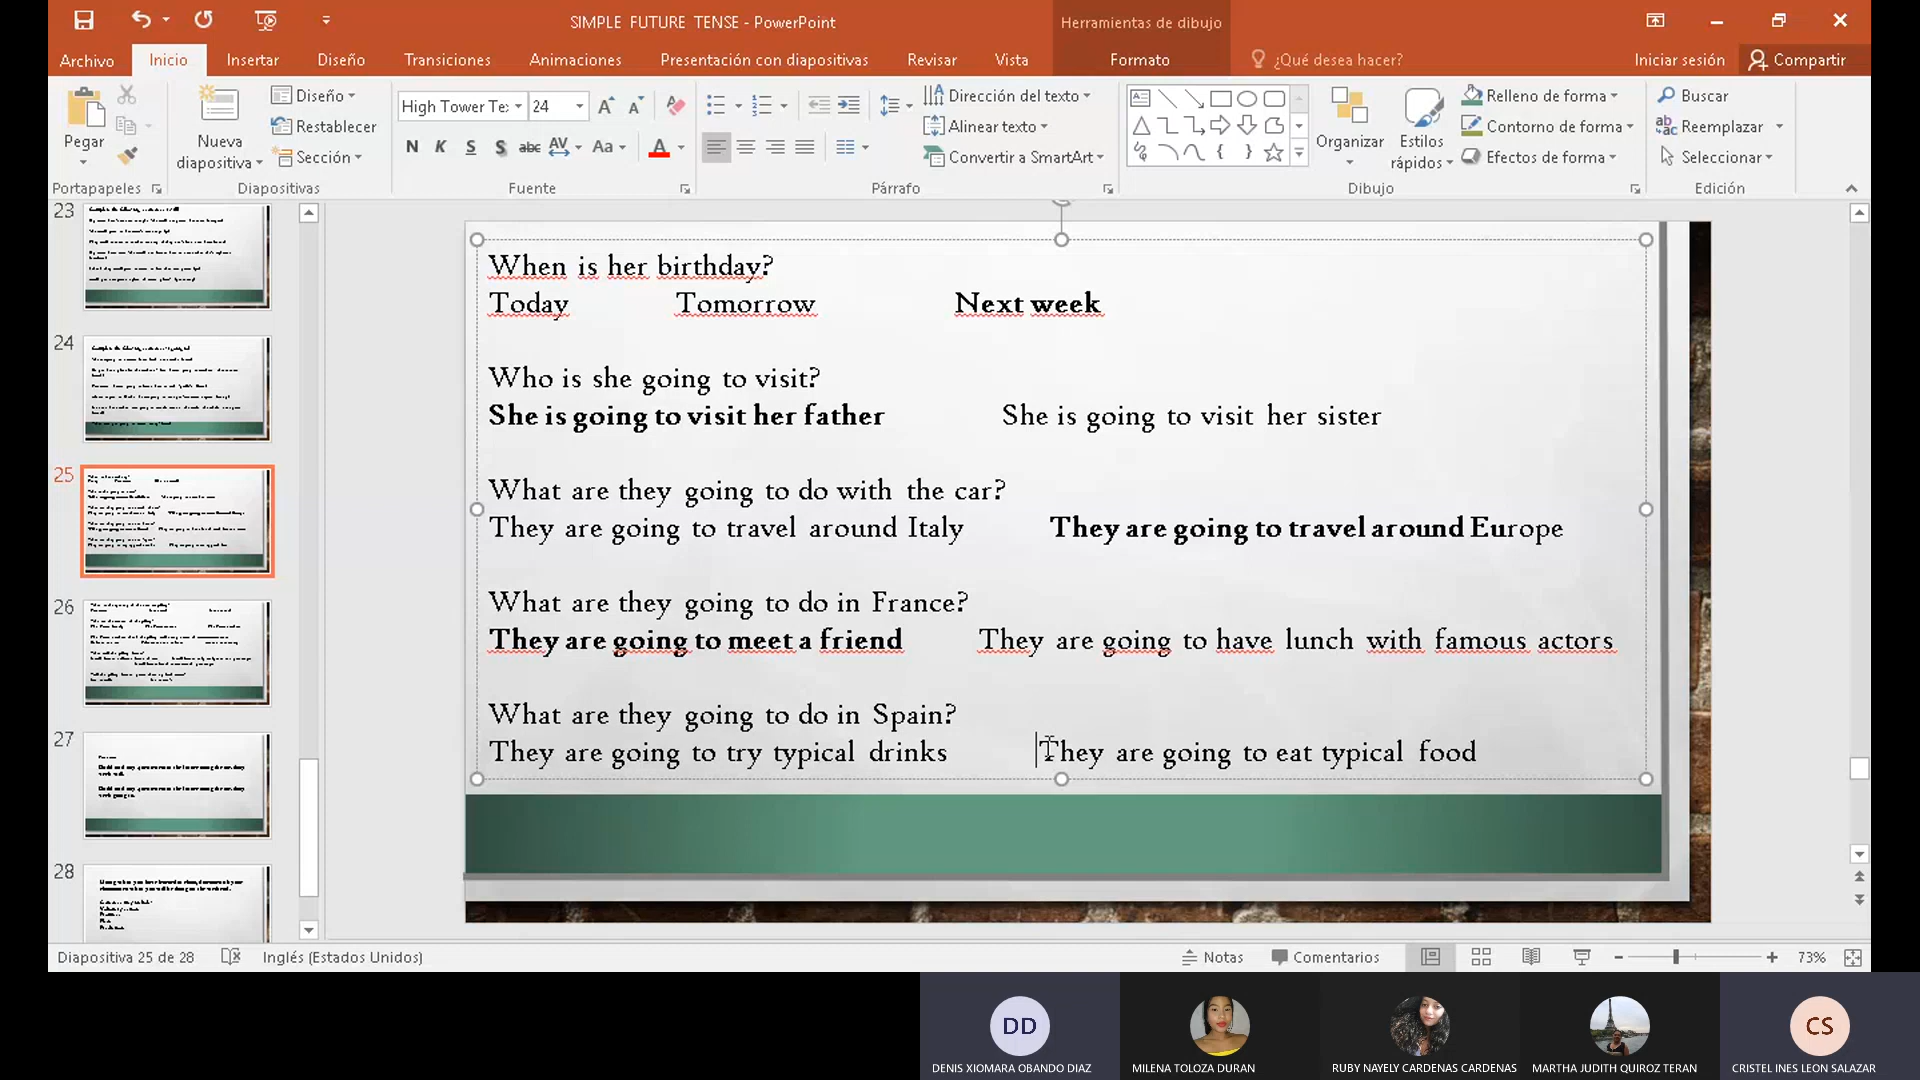 SIMPLE FUTURE TENSE - PowerPoint
Herramientas de dibujo
Archivo
Inicio
Insertar
Diseño
Transiciones
Animaciones
Presentación con diapositivas
Revisar
Vista
Formato
¿Qué desea hacer?
Iniciar sesión
Compartir
Pegar
Nueva diapositiva
Diseño
Restablecer
Sección
High Tower Te:
24
N K S S abc AV Aa A
Dirección del texto
Alinear texto
Convertir a SmartArt
Organizar
Estilos rápidos
Relleno de forma
Contorno de forma
Efectos de forma
Buscar
Reemplazar
Seleccionar
Portapapeles
Diapositivas
Fuente
Párrafo
Dibujo
Edición
23
24
25
26
27
28
When is her birthday?
Today Tomorrow Next week
Who is she going to visit?
She is going to visit her father She is going to visit her sister
What are they going to do with the car?
They are going to travel around Italy They are going to travel around Europe
What are they going to do in France?
They are going to meet a friend They are going to have lunch with famous actors
What are they going to do in Spain?
They are going to try typical drinks They are going to eat typical food
Diapositiva 25 de 28
Inglés (Estados Unidos)
Notas
Comentarios
73%
DD
CS
DENIS XIOMARA OBANDO DIAZ
MILENA TOLOZA DURAN
RUBY NAYELY CARDENAS CARDENAS
MARTHA JUDITH QUIROZ TERAN
CRISTEL INES LEON SALAZAR